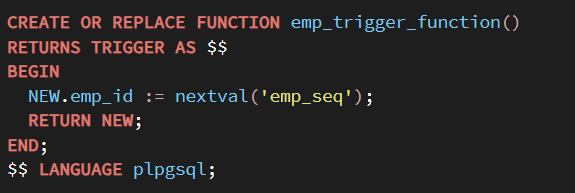 CREATE OR REPLACE FUNCTION emp_trigger_function()
RETURNS TRIGGER AS $$
BEGIN
  NEW.emp_id := nextval('emp_seq');
  RETURN NEW;
END;
$$ LANGUAGE plpgsql;